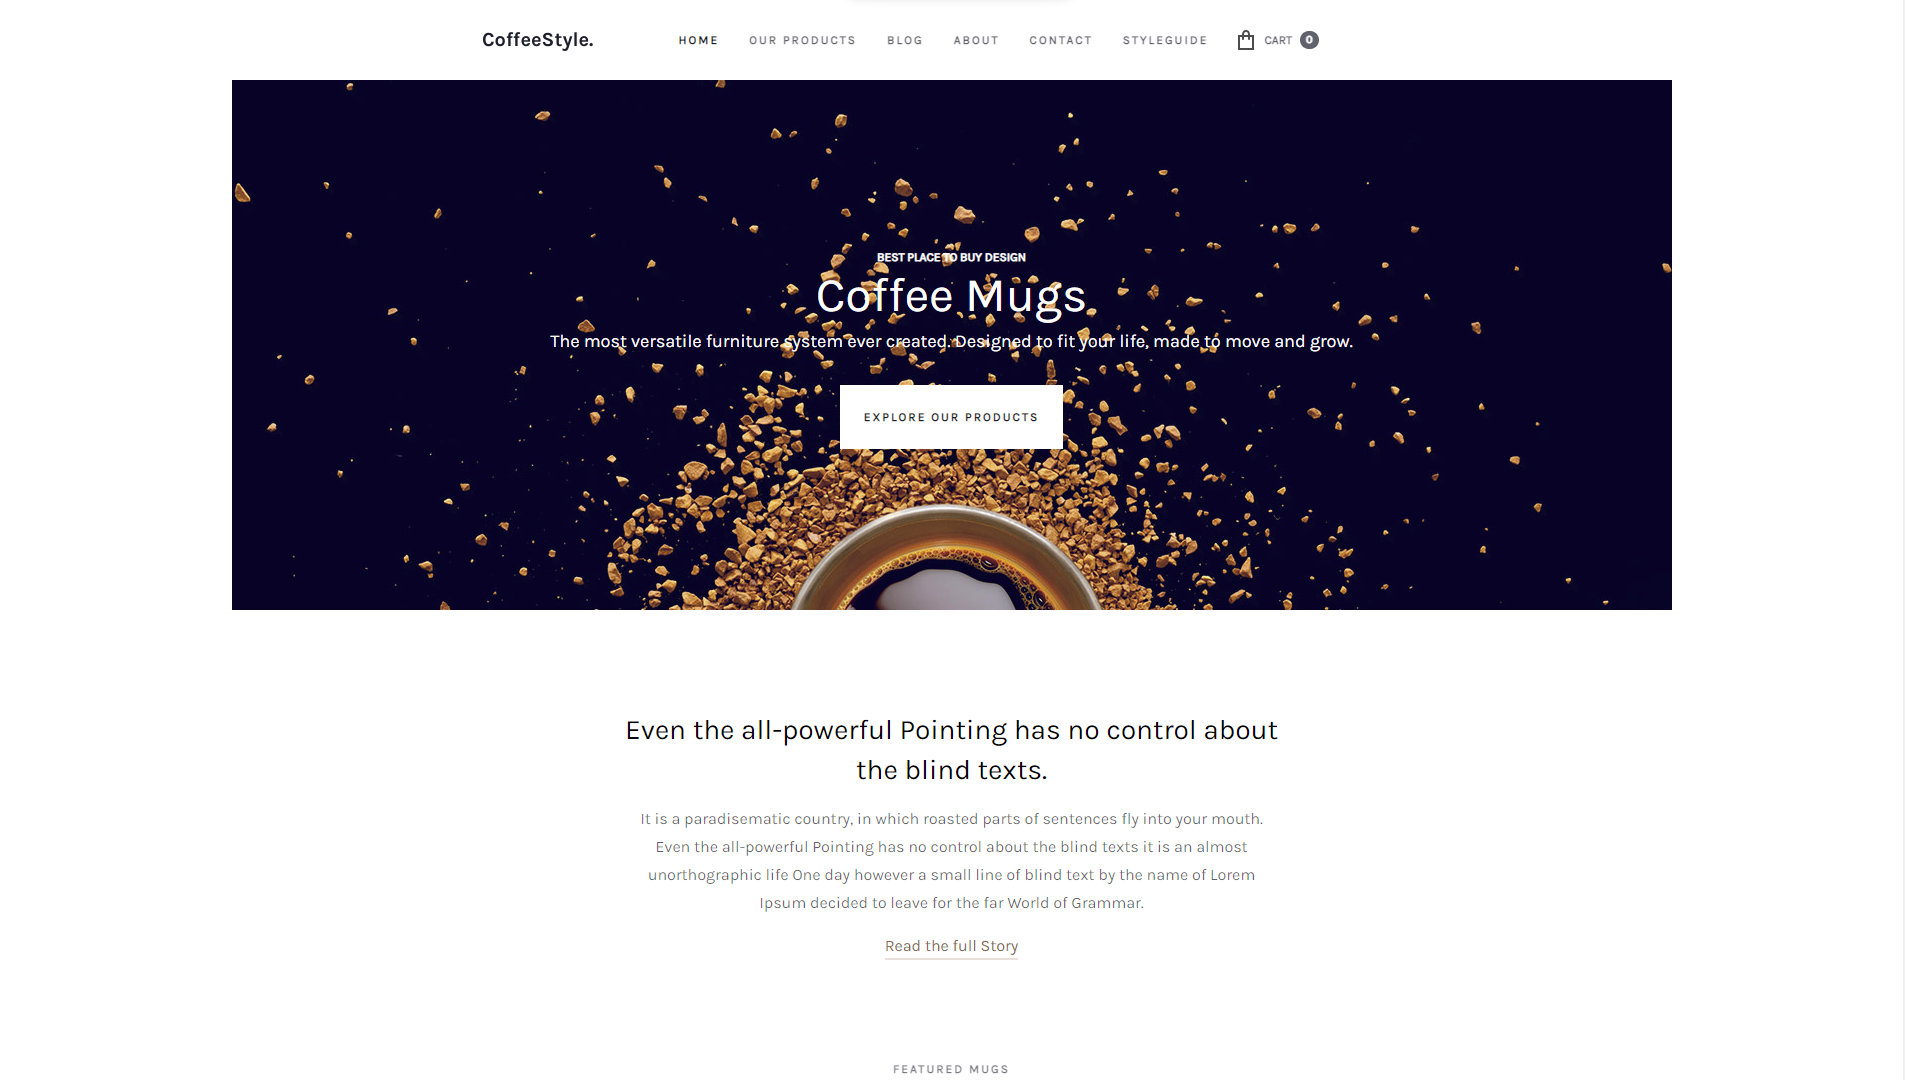 CoffeeStyle.
HOME
OUR PRODUCTS
BLOG
ABOUT
CONTACT
STYLEGUIDE
CART 0
BEST PLACE TO BUY DESIGN
Coffee Mugs
The most versatile furniture system ever created. Designed to fit your life, made to move and grow.
EXPLORE OUR PRODUCTS
Even the all-powerful Pointing has no control about
the blind texts.
It is a paradisematic country, in which roasted parts of sentences fly into your mouth.
Even the all-powerful Pointing has no control about the blind texts it is an almost
unorthographic life One day however a small line of blind text by the name of Lorem
Ipsum decided to leave for the far World of Grammar.
Read the full Story
FEATURED MUGS